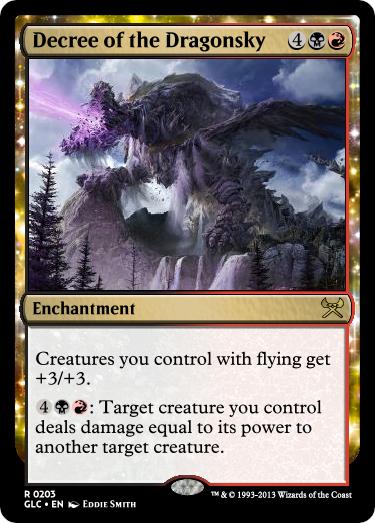 Decree of the Dragonsky 4
Enchantment
Creatures you control with flying get
+3/+3.
4 : Target creature you control
deals damage equal to its power to
another target creature.
R 0203
GLC • EN Eddie Smith
™ & © 1993-2013 Wizards of the Coast